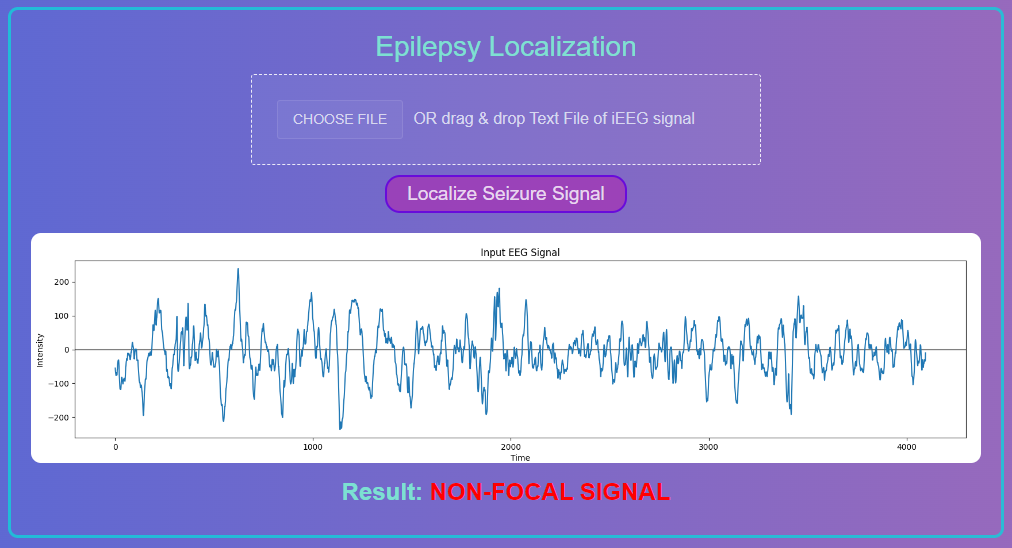 Epilepsy Localization
CHOOSE FILE OR drag & drop Text File of iEEG signal
Localize Seizure Signal
Input EEG Signal
200
100
0
−100
−200
Intensity
0 1000 2000 3000 4000
Time
Result: NON-FOCAL SIGNAL